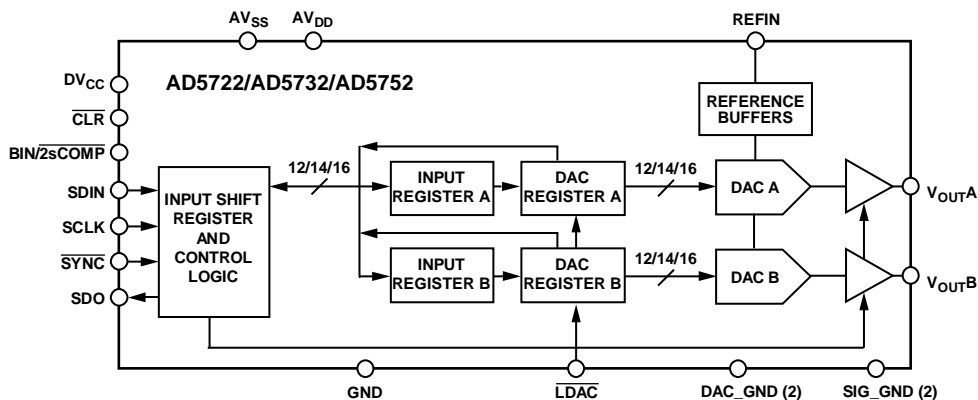 AVSS AVDD REFIN
DVCC
AD5722/AD5732/AD5752
CLR
REFERENCE
BUFFERS
BIN/2sCOMP
SDIN
SCLK
SYNC
SDO
INPUT SHIFT
REGISTER
AND
CONTROL
LOGIC
12/14/16
INPUT
REGISTER A
DAC
REGISTER A
12/14/16
DAC A
VOUTA
INPUT
REGISTER B
DAC
REGISTER B
12/14/16
DAC B
VOUTB
GND
LDAC
DAC_GND (2)
SIG_GND (2)